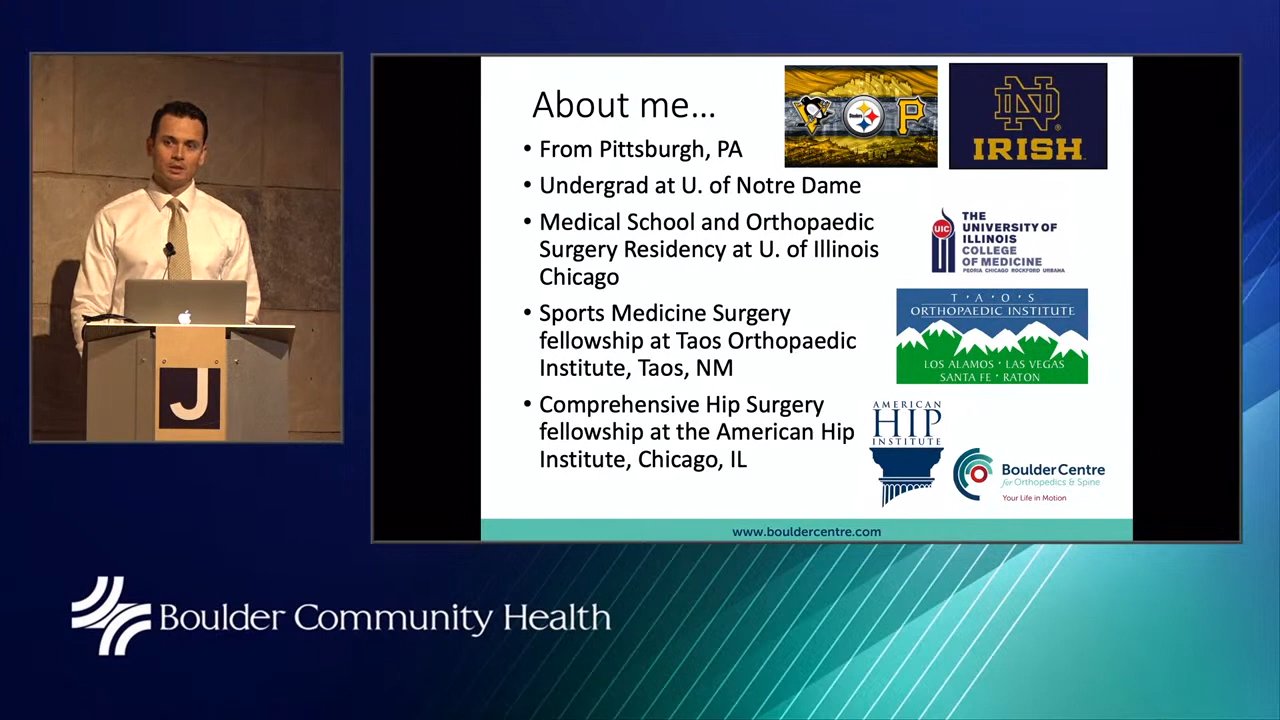 About me...
• From Pittsburgh, PA
• Undergrad at U. of Notre Dame
• Medical School and Orthopaedic
Surgery Residency at U. of Illinois
Chicago
• Sports Medicine Surgery
fellowship at Taos Orthopaedic
Institute, Taos, NM
• Comprehensive Hip Surgery
fellowship at the American Hip
Institute, Chicago, IL
Steelers
P
ND
IRISH
UIC
THE
UNIVERSITY OF
ILLINOIS
COLLEGE
OF MEDICINE
PEORIA CHICAGO ROCKFORD URBANA
T • A • O • S
ORTHOPAEDIC INSTITUTE
LOS ALAMOS • LAS VEGAS
SANTA FE • RATON
AMERICAN
HIP
INSTITUTE
BoulderCentre
for Orthopedics & Spine
Your Life in Motion
www.bouldercentre.com
J
Boulder Community Health